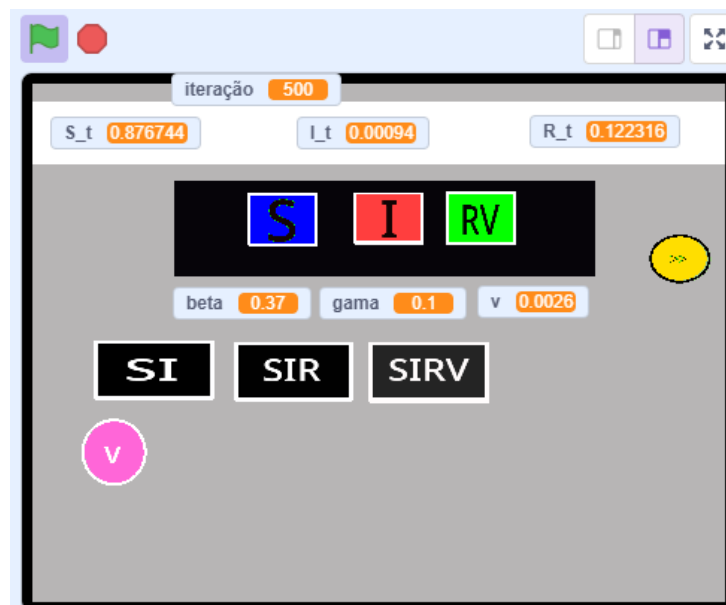 iteração 500
S_t 0.876744 I_t 0.00094 R_t 0.122316
S I RV
>>
beta 0.37 gama 0.1 v 0.0026
SI SIR SIRV
V